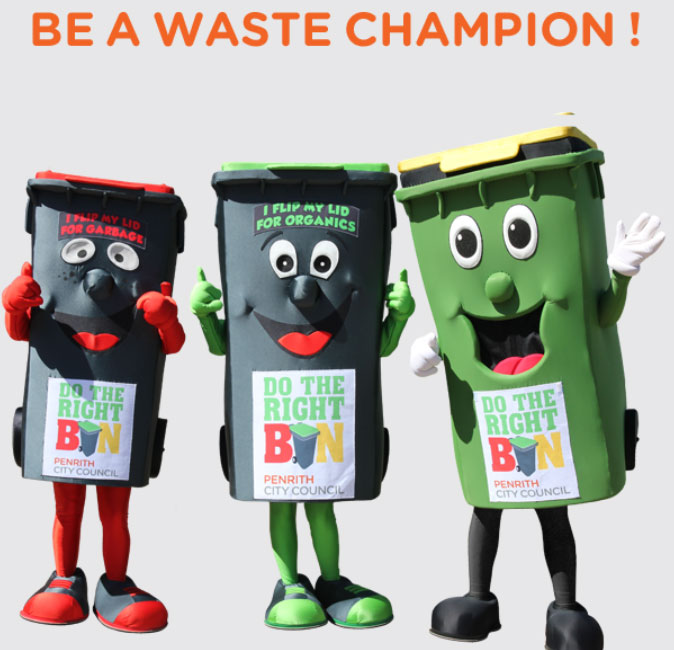 BE A WASTE CHAMPION !
I FLIP MY LID
FOR GARBAGE
DO THE
RIGHT
BIN
PENRITH
CITY COUNCIL
I FLIP MY LID
FOR ORGANICS
DO THE
RIGHT
BIN
PENRITH
CITY COUNCIL
DO THE
RIGHT
BIN
PENRITH
CITY COUNCIL